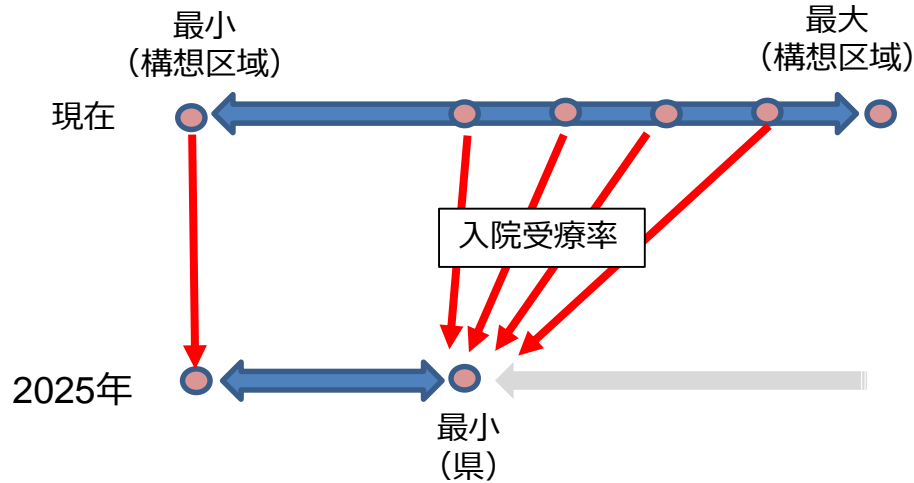 最小
（構想区域）
最大
（構想区域）
現在
入院受療率
2025年
最小
（県）